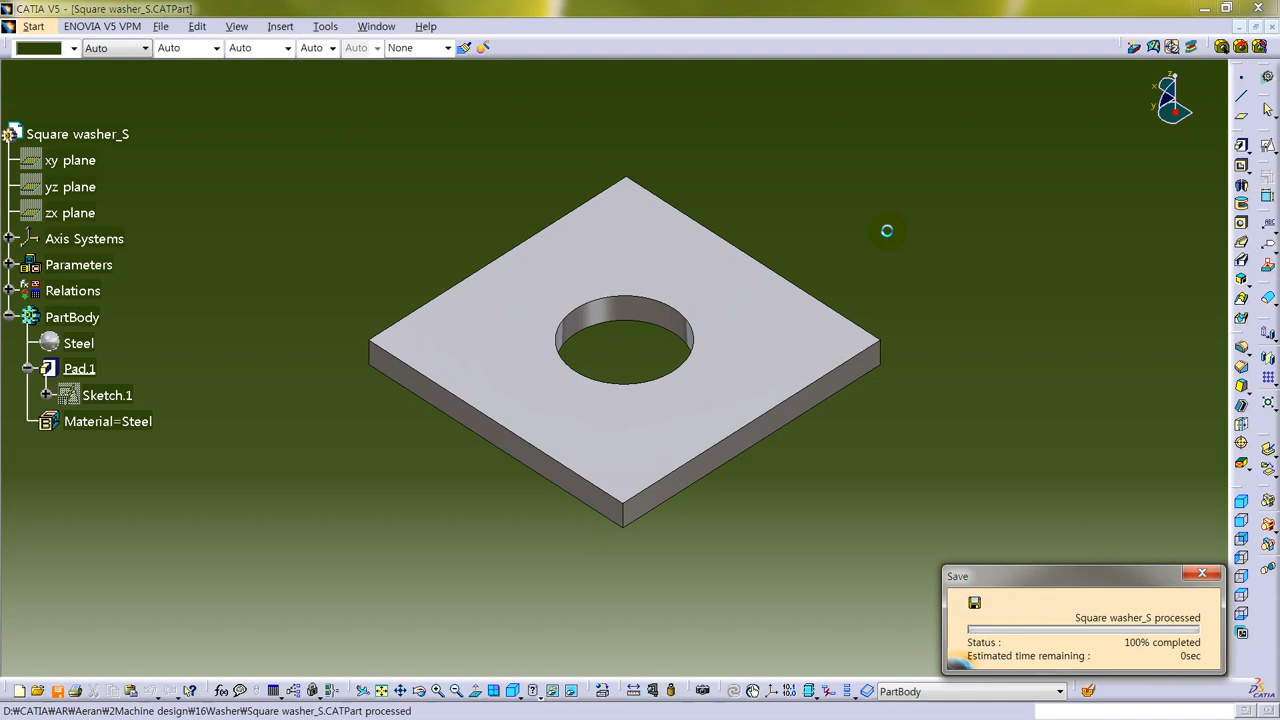 CATIA V5 - [Square washer_S.CATPart]
Start ENOVIA V5 VPM File Edit View Insert Tools Window Help
Auto Auto Auto Auto Auto None
z
x
y
Square washer_S
xy plane
yz plane
zx plane
Axis Systems
Parameters
Relations
PartBody
Steel
Pad.1
Sketch.1
Material=Steel
Save
Square washer_S processed
Status : 100% completed
Estimated time remaining : 0sec
PartBody
D:₩CATIA₩AR₩Aeran₩2Machine design₩16Washer₩Square washer_S.CATPart processed